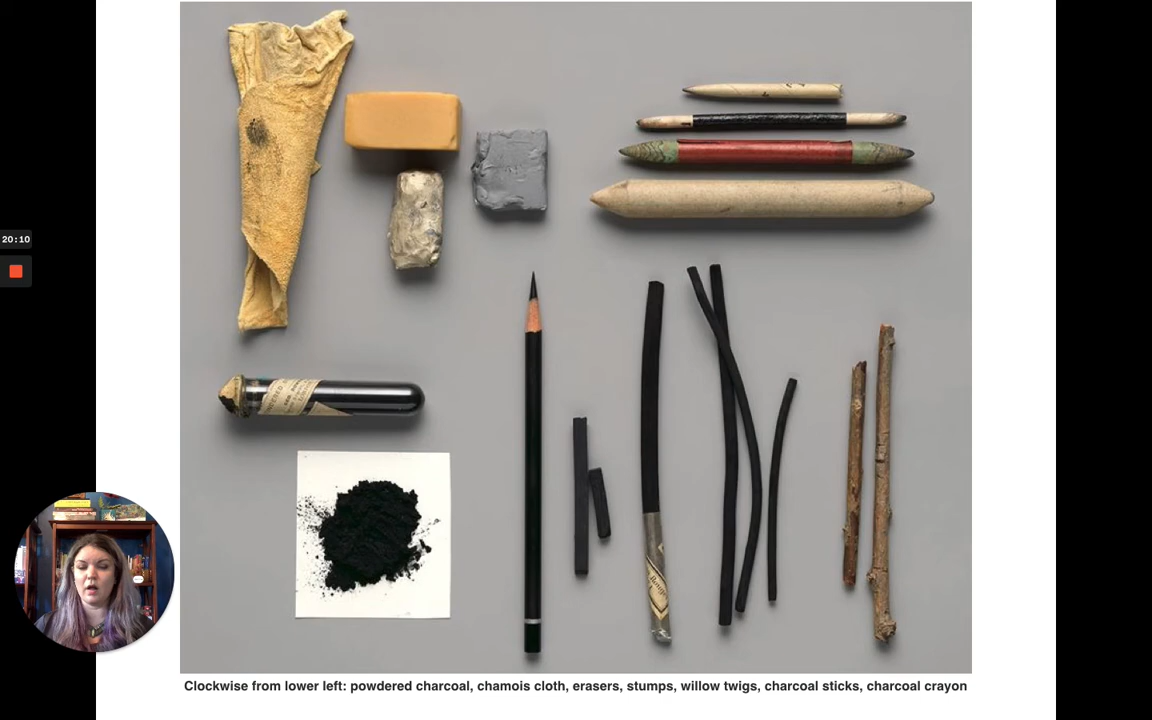 20:10
Clockwise from lower left: powdered charcoal, chamois cloth, erasers, stumps, willow twigs, charcoal sticks, charcoal crayon